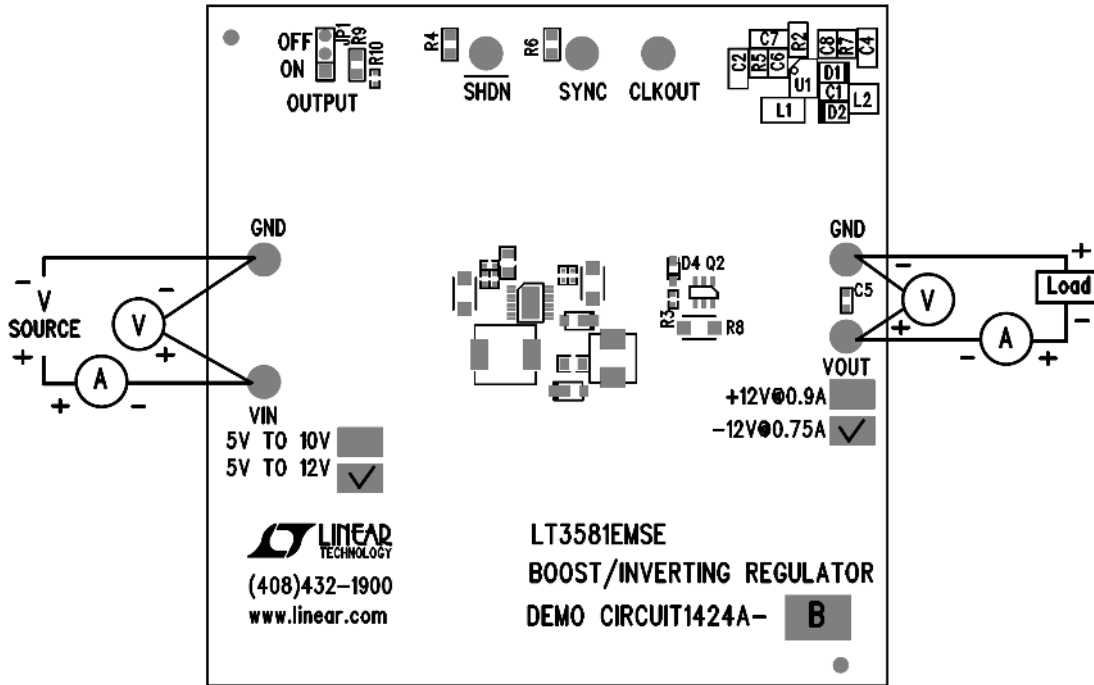 OFF
ON
JP1
R9
R10
OUTPUT
R4
SHDN
R6
SYNC
CLKOUT
C2
C7
R5
C6
R2
U1
L1
C8
R7
C4
D1
C1
D2
L2
GND
-
V
SOURCE
+
V
-
+
A
+
-
VIN
5V TO 10V
5V TO 12V
D4 Q2
R3
R8
GND
C5
-
V
+
+
Load
-
-
A
+
VOUT
+12V@0.9A
-12V@0.75A
LINEAR
TECHNOLOGY
(408)432-1900
www.linear.com
LT3581EMSE
BOOST/INVERTING REGULATOR
DEMO CIRCUIT1424A- B